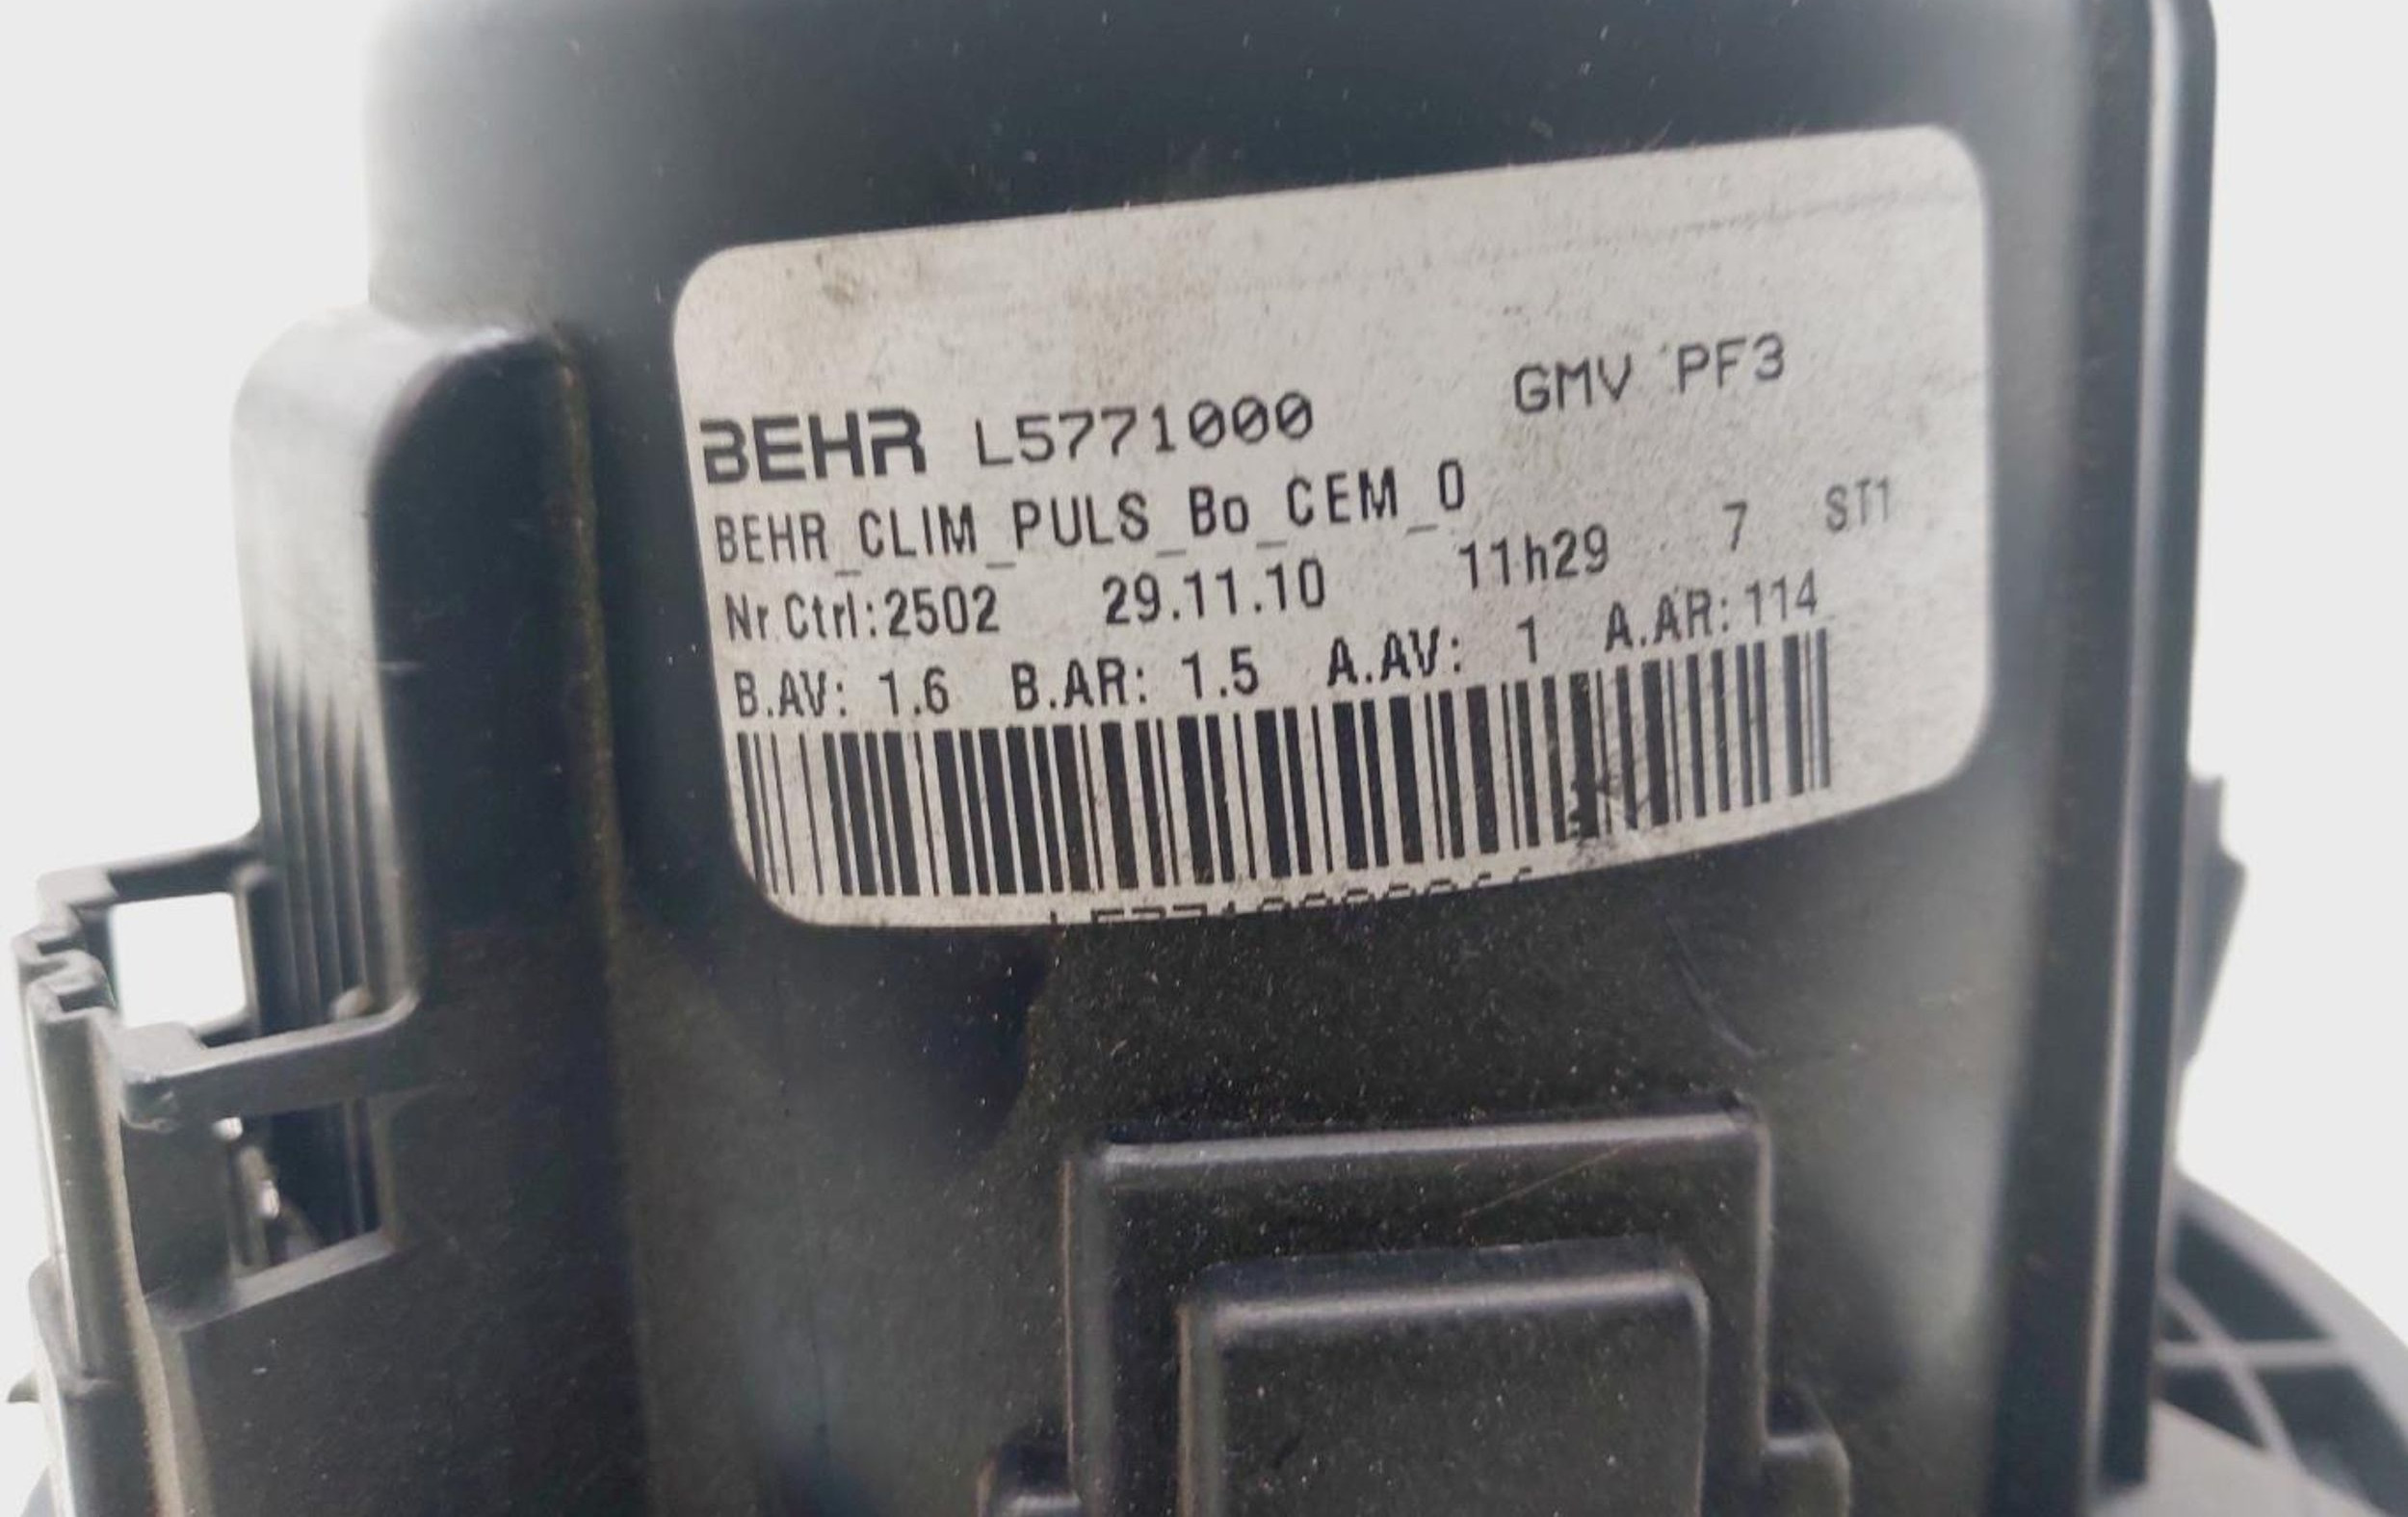 GMV PF3
BEHR L5771000
BEHR_CLIM_PULS_Bo_CEM_0
Nr.Ctrl:2502 29.11.10 11h29 7 ST1
B.AV: 1.6 B.AR: 1.5 A.AV: 1 A.AR:114